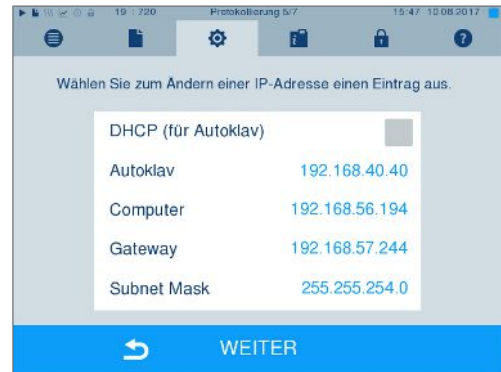 19 : 720 Protokollierung 5/7 15:47 10.08.2017
Wählen Sie zum Ändern einer IP-Adresse einen Eintrag aus.
DHCP (für Autoklav)
Autoklav 192.168.40.40
Computer 192.168.56.194
Gateway 192.168.57.244
Subnet Mask 255.255.254.0
WEITER